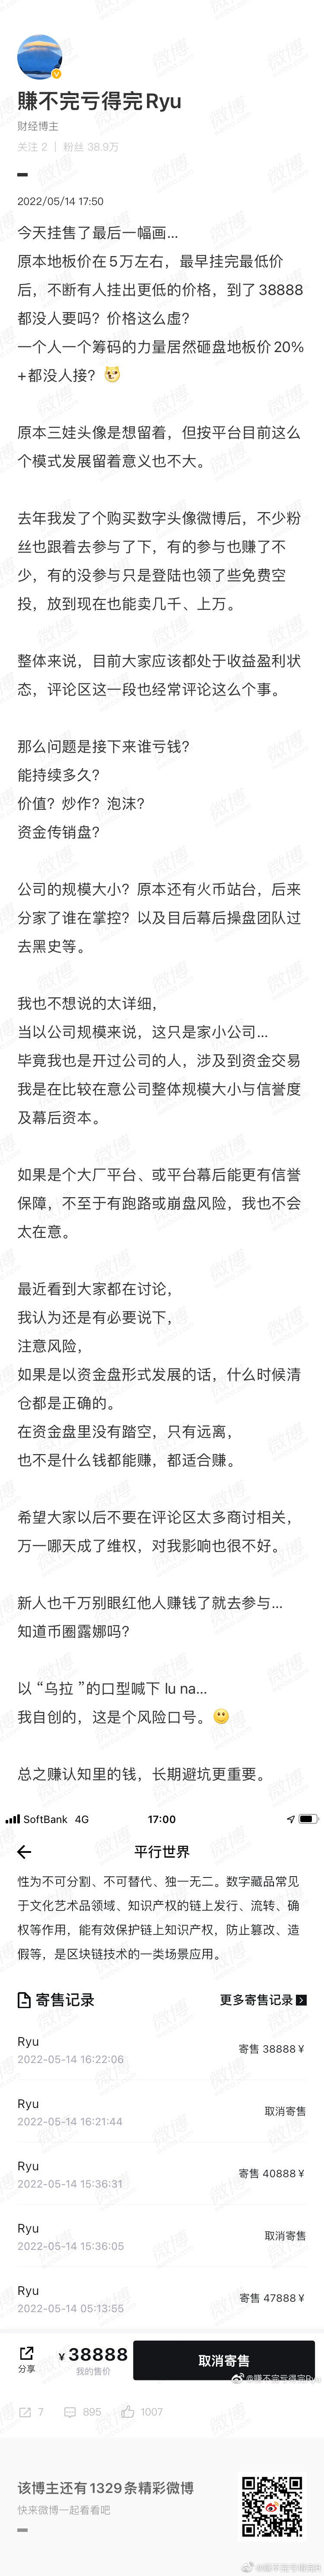 賺不完亏得完Ryu
财经博主
关注 2 | 粉丝 38.9万
2022/05/14 17:50
今天挂售了最后一幅画...
原本地板价在5万左右，最早挂完最低价
后，不断有人挂出更低的价格，到了38888
都没人要吗？价格这么虚？
一个人一个筹码的力量居然砸盘地板价20%
+都没人接？
原本三娃头像是想留着，但按平台目前这么
个模式发展留着意义也不大。
去年我发了个购买数字头像微博后，不少粉
丝也跟着去参与了下，有的参与也赚了不
少，有的没参与只是登陆也领了些免费空
投，放到现在也能卖几千、上万。
整体来说，目前大家应该都处于收益盈利状
态，评论区这一段也经常评论这么个事。
那么问题是接下来谁亏钱？
能持续多久？
价值？炒作？泡沫？
资金传销盘？
公司的规模大小？原本还有火币站台，后来
分家了谁在掌控？以及目后幕后操盘团队过
去黑史等。
我也不想说的太详细，
当以公司规模来说，这只是家小公司...
毕竟我也是开过公司的人，涉及到资金交易
我是在比较在意公司整体规模大小与信誉度
及幕后资本。
如果是个大厂平台、或平台幕后能更有信誉
保障，不至于有跑路或崩盘风险，我也不会
太在意。
最近看到大家都在讨论，
我认为还是有必要说下，
注意风险，
如果是以资金盘形式发展的话，什么时候清
仓都是正确的。
在资金盘里没有踏空，只有远离，
也不是什么钱都能赚，都适合赚。
希望大家以后不要在评论区太多商讨相关，
万一哪天成了维权，对我影响也很不好。
新人也千万别眼红他人赚钱了就去参与...
知道币圈露娜吗？
以 “乌拉 ”的口型喊下 lu na...
我自创的，这是个风险口号。
总之赚认知里的钱，长期避坑更重要。
SoftBank 4G 17:00
平行世界
性为不可分割、不可替代、独一无二。数字藏品常见
于文化艺术品领域、知识产权的链上发行、流转、确
权等作用，能有效保护链上知识产权，防止篡改、造
假等，是区块链技术的一类场景应用。
寄售记录 更多寄售记录
Ryu
2022-05-14 16:22:06 寄售 38888￥
Ryu
2022-05-14 16:21:44 取消寄售
Ryu
2022-05-14 15:36:31 寄售 40888￥
Ryu
2022-05-14 15:36:05 取消寄售
Ryu
2022-05-14 05:13:55 寄售 47888￥
分享 ￥38888 取消寄售
我的售价
@賺不完亏得完Ryu
7 895 1007
该博主还有1329条精彩微博
快来微博一起看看吧
@賺不完亏得完R